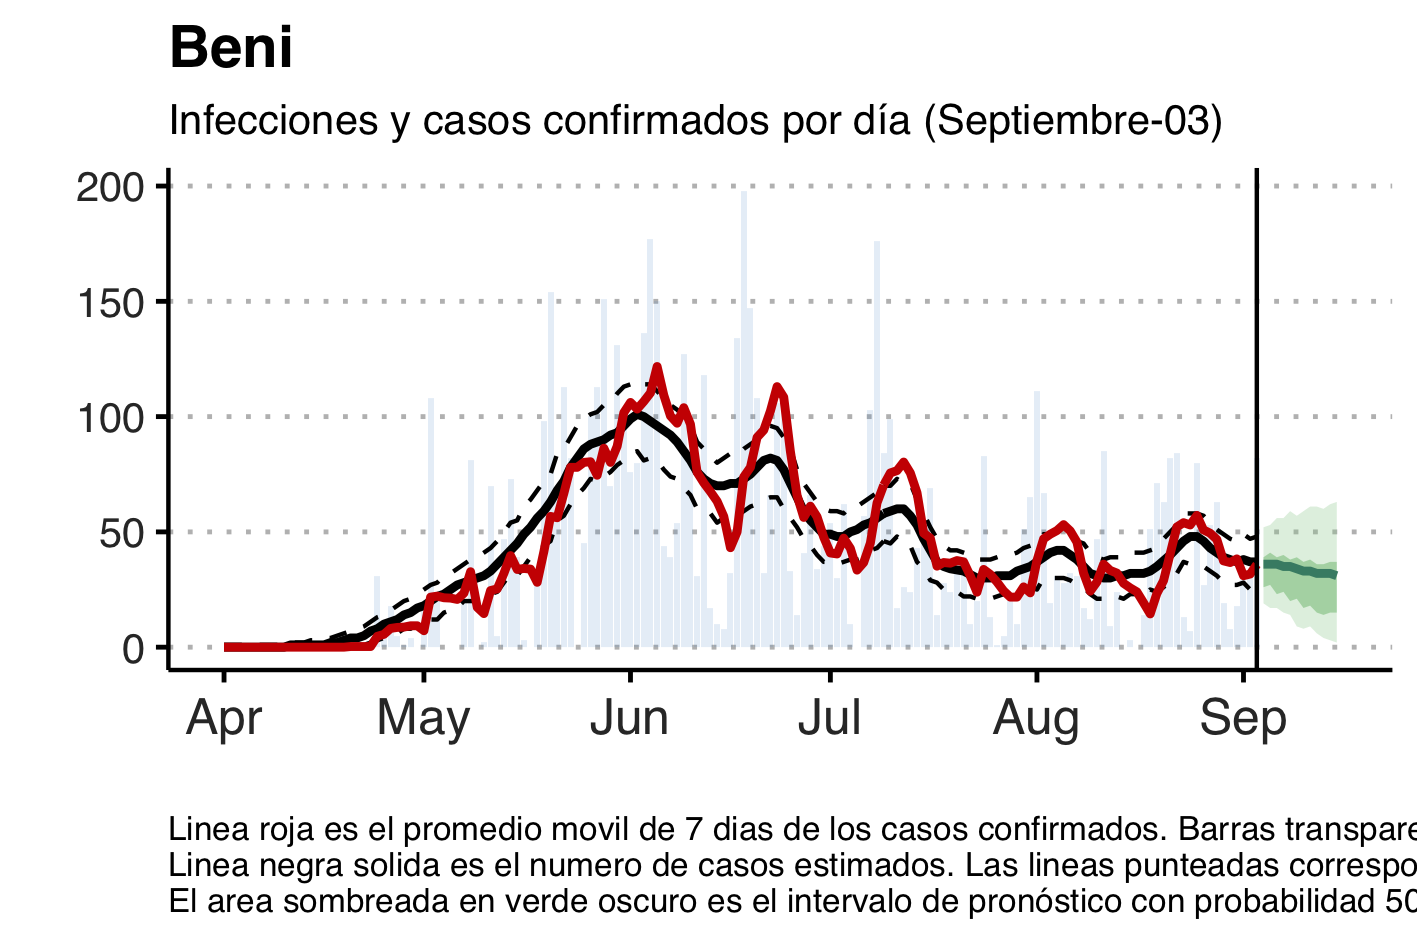 Beni
Infecciones y casos confirmados por día (Septiembre-03)
200
150
100
50
0
Apr May Jun Jul Aug Sep
Linea roja es el promedio movil de 7 dias de los casos confirmados. Barras transpare
Linea negra solida es el numero de casos estimados. Las lineas punteadas correspo
El area sombreada en verde oscuro es el intervalo de pronóstico con probabilidad 50